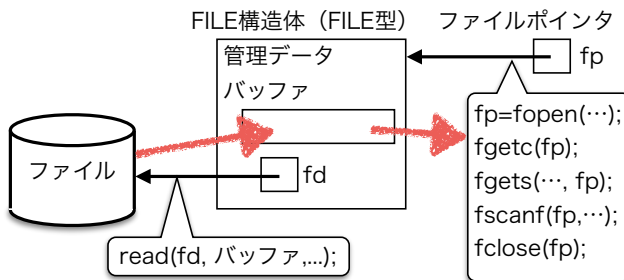 FILE構造体（FILE型）
ファイルポインタ
管理データ
fp
バッファ
fp=fopen(…);
fgetc(fp);
fgets(…, fp);
fscanf(fp,…);
fclose(fp);
ファイル
fd
read(fd, バッファ,...);